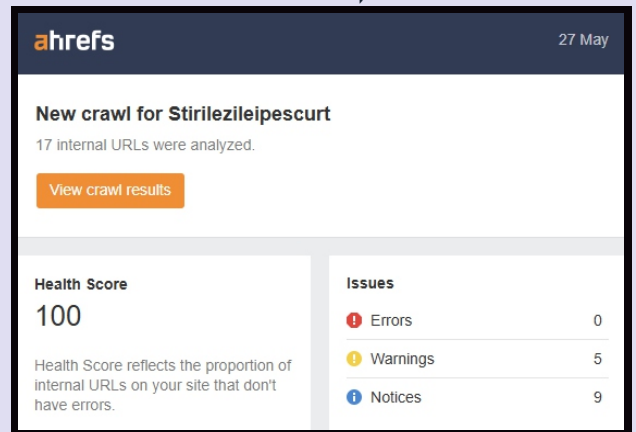 ahrefs
27 May
New crawl for Stirilezileipescurt
17 internal URLs were analyzed.
View crawl results
Health Score
100
Health Score reflects the proportion of
internal URLs on your site that don't
have errors.
Issues
Errors 0
Warnings 5
Notices 9